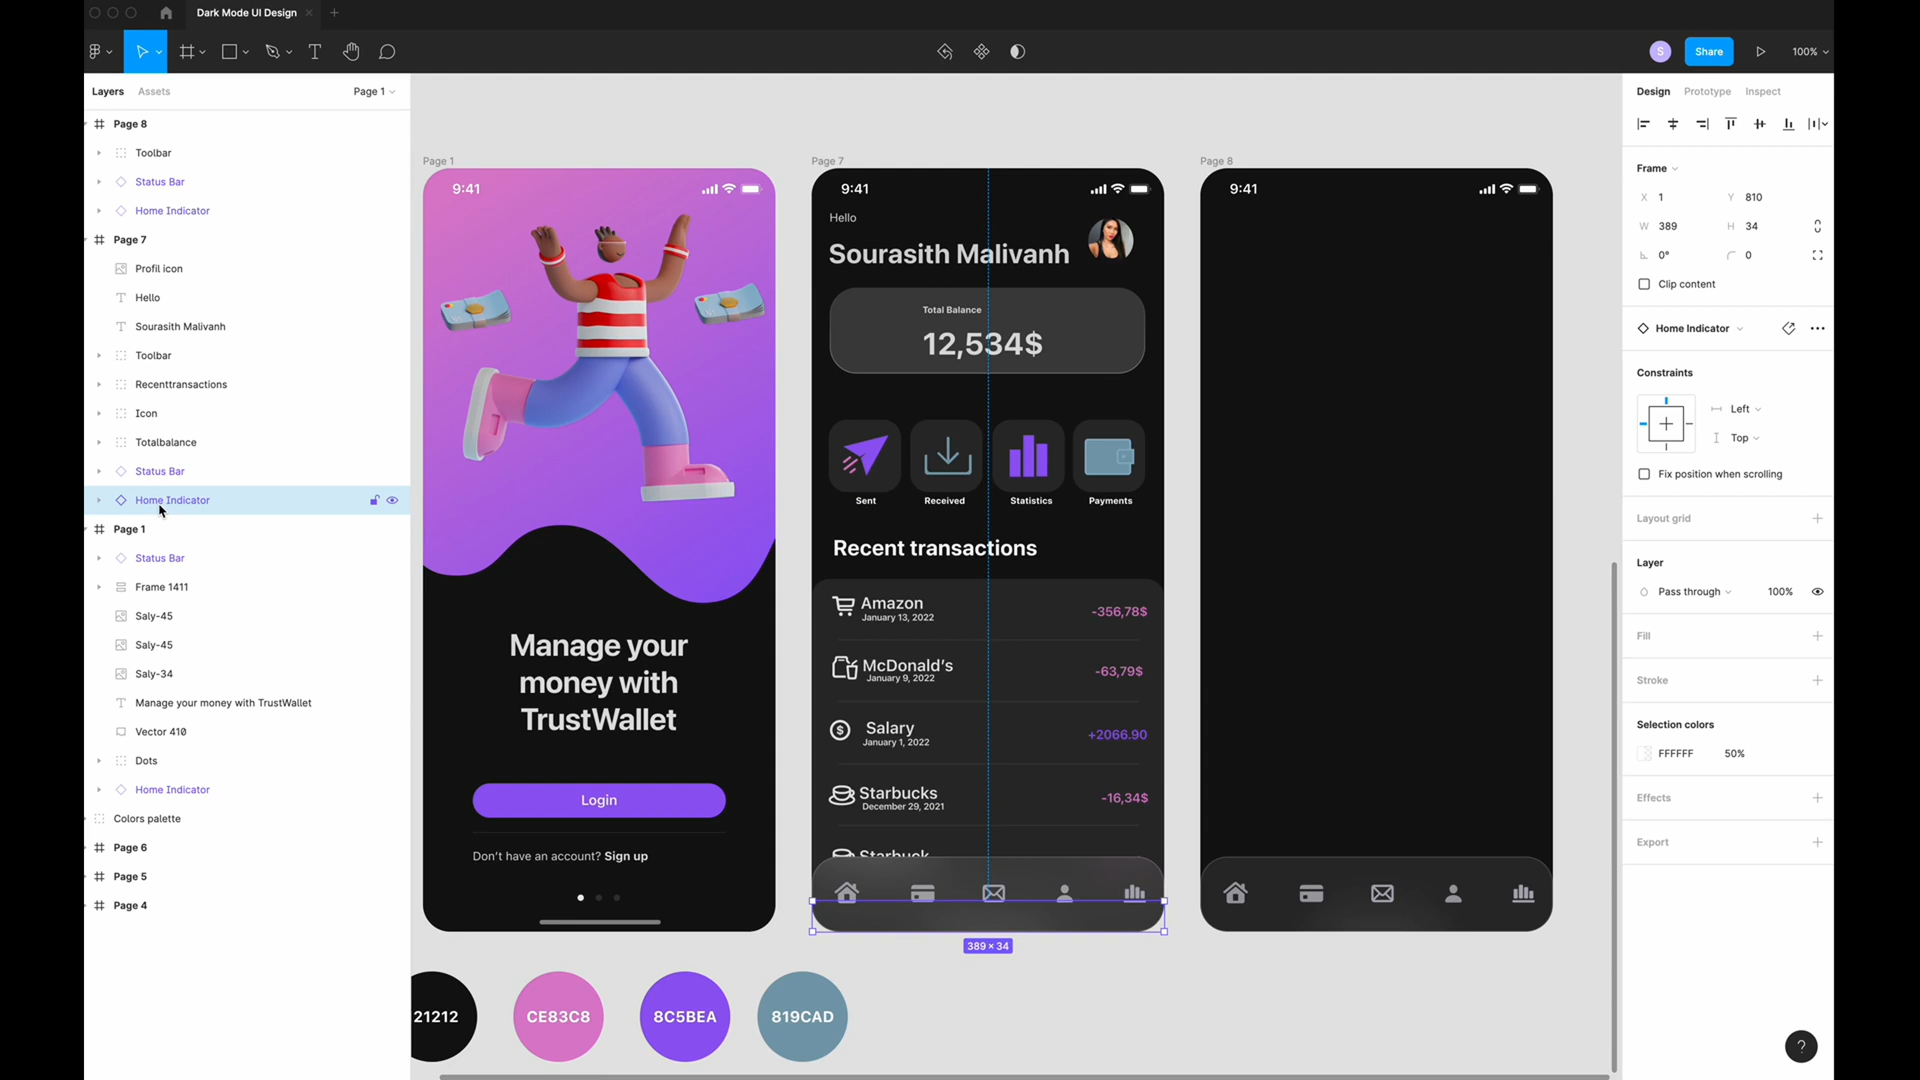 Dark Mode UI Design
S
Share
100%
Layers
Assets
Page 1
Page 8
Toolbar
Status Bar
Home Indicator
Page 7
Profil icon
Hello
Sourasith Malivanh
Toolbar
Recenttransactions
Icon
Totalbalance
Status Bar
Home Indicator
Page 1
Status Bar
Frame 1411
Saly-45
Saly-45
Saly-34
Manage your money with TrustWallet
Vector 410
Dots
Home Indicator
Colors palette
Page 6
Page 5
Page 4
Page 1
9:41
Manage your
money with
TrustWallet
Login
Don't have an account? Sign up
Page 7
9:41
Hello
Sourasith Malivanh
Total Balance
12,534$
Sent
Received
Statistics
Payments
Recent transactions
Amazon
January 13, 2022
-356,78$
McDonald's
January 9, 2022
-63,79$
Salary
January 1, 2022
+2066.90
Starbucks
December 29, 2021
-16,34$
Starbuck
389 × 34
Page 8
9:41
21212
CE83C8
8C5BEA
819CAD
Design
Prototype
Inspect
Frame
X 1
Y 810
W 389
H 34
0°
0
Clip content
Home Indicator
Constraints
Left
Top
Fix position when scrolling
Layout grid
Layer
Pass through
100%
Fill
Stroke
Selection colors
FFFFFF
50%
Effects
Export
?